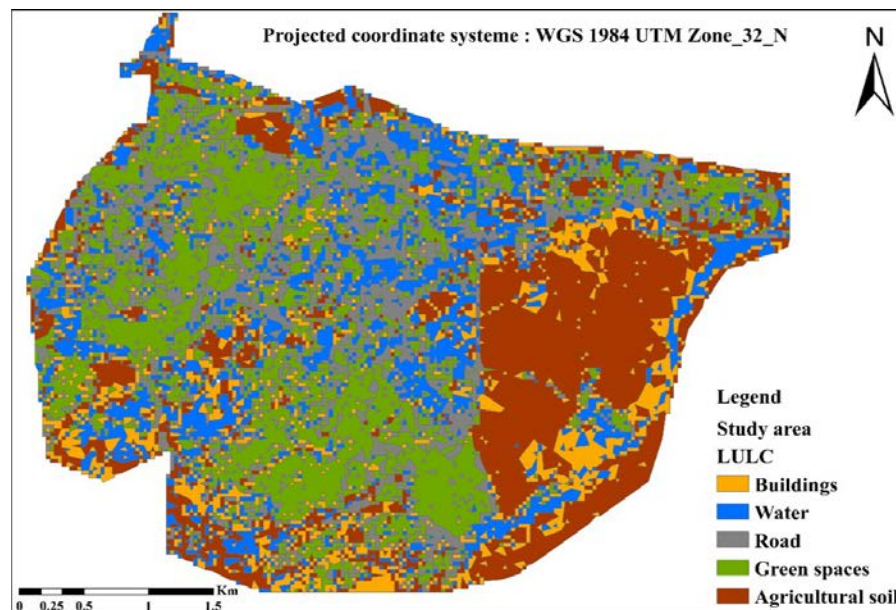 Projected coordinate systeme : WGS 1984 UTM Zone_32_N
N
Legend
Study area
LULC
Buildings
Water
Road
Green spaces
Agricultural soil
Km
0 0.25 0.5 1 1.5